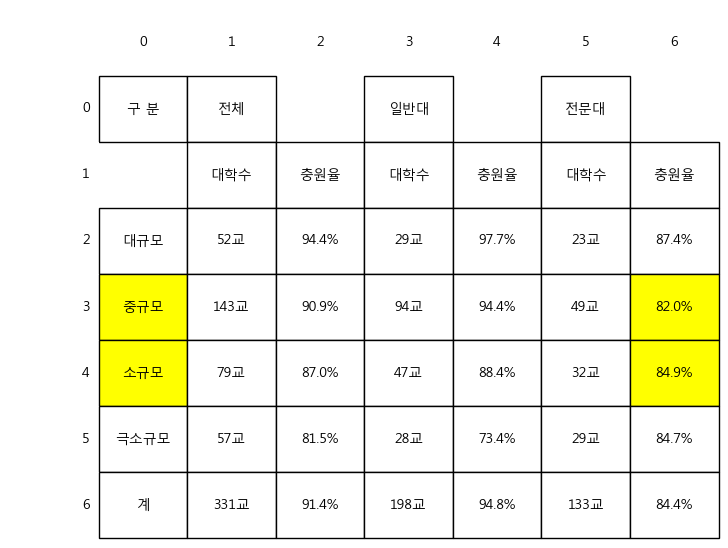 0 1 2 3 4 5 6
0 구 분 전체 일반대 전문대
1 대학수 충원율 대학수 충원율 대학수 충원율
2 대규모 52교 94.4% 29교 97.7% 23교 87.4%
3 중규모 143교 90.9% 94교 94.4% 49교 82.0%
4 소규모 79교 87.0% 47교 88.4% 32교 84.9%
5 극소규모 57교 81.5% 28교 73.4% 29교 84.7%
6 계 331교 91.4% 198교 94.8% 133교 84.4%